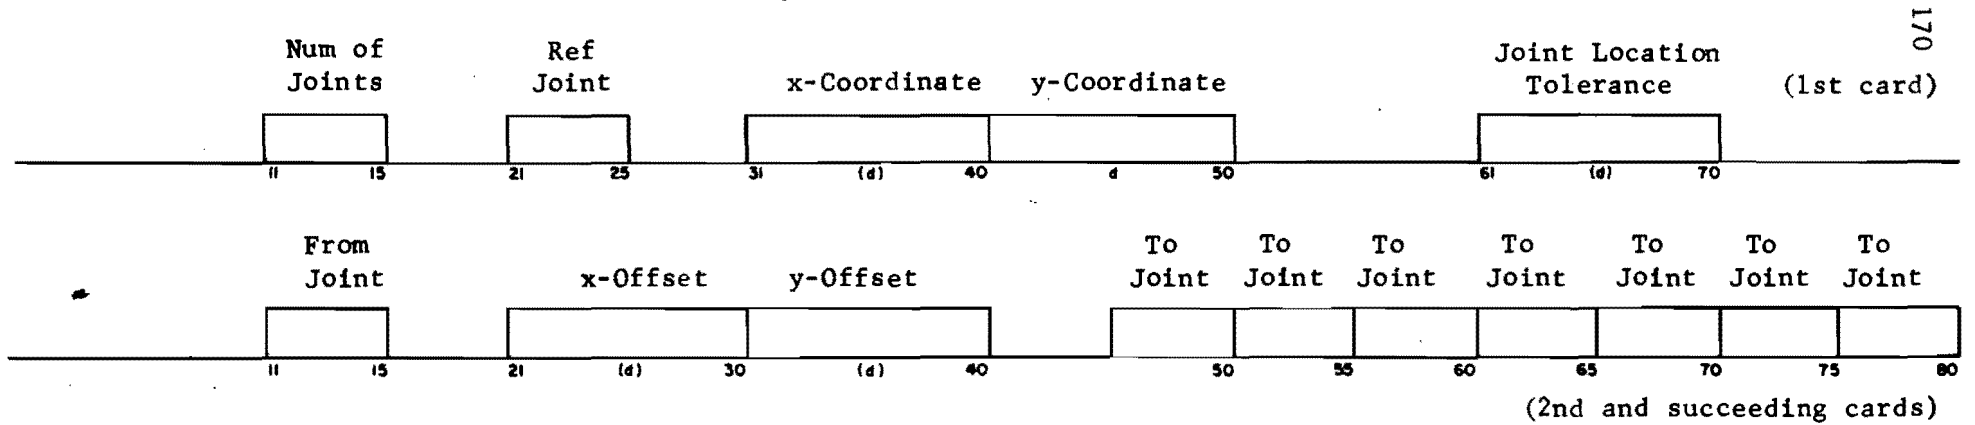 170
Num of Ref Joint Location
Joints Joint x-Coordinate y-Coordinate Tolerance (1st card)
11 15 21 25 31 (d) 40 d 50 61 (d) 70
From To To To To To To To
Joint x-Offset y-Offset Joint Joint Joint Joint Joint Joint Joint
11 15 21 (d) 30 (d) 40 50 55 60 65 70 75 80
(2nd and succeeding cards)